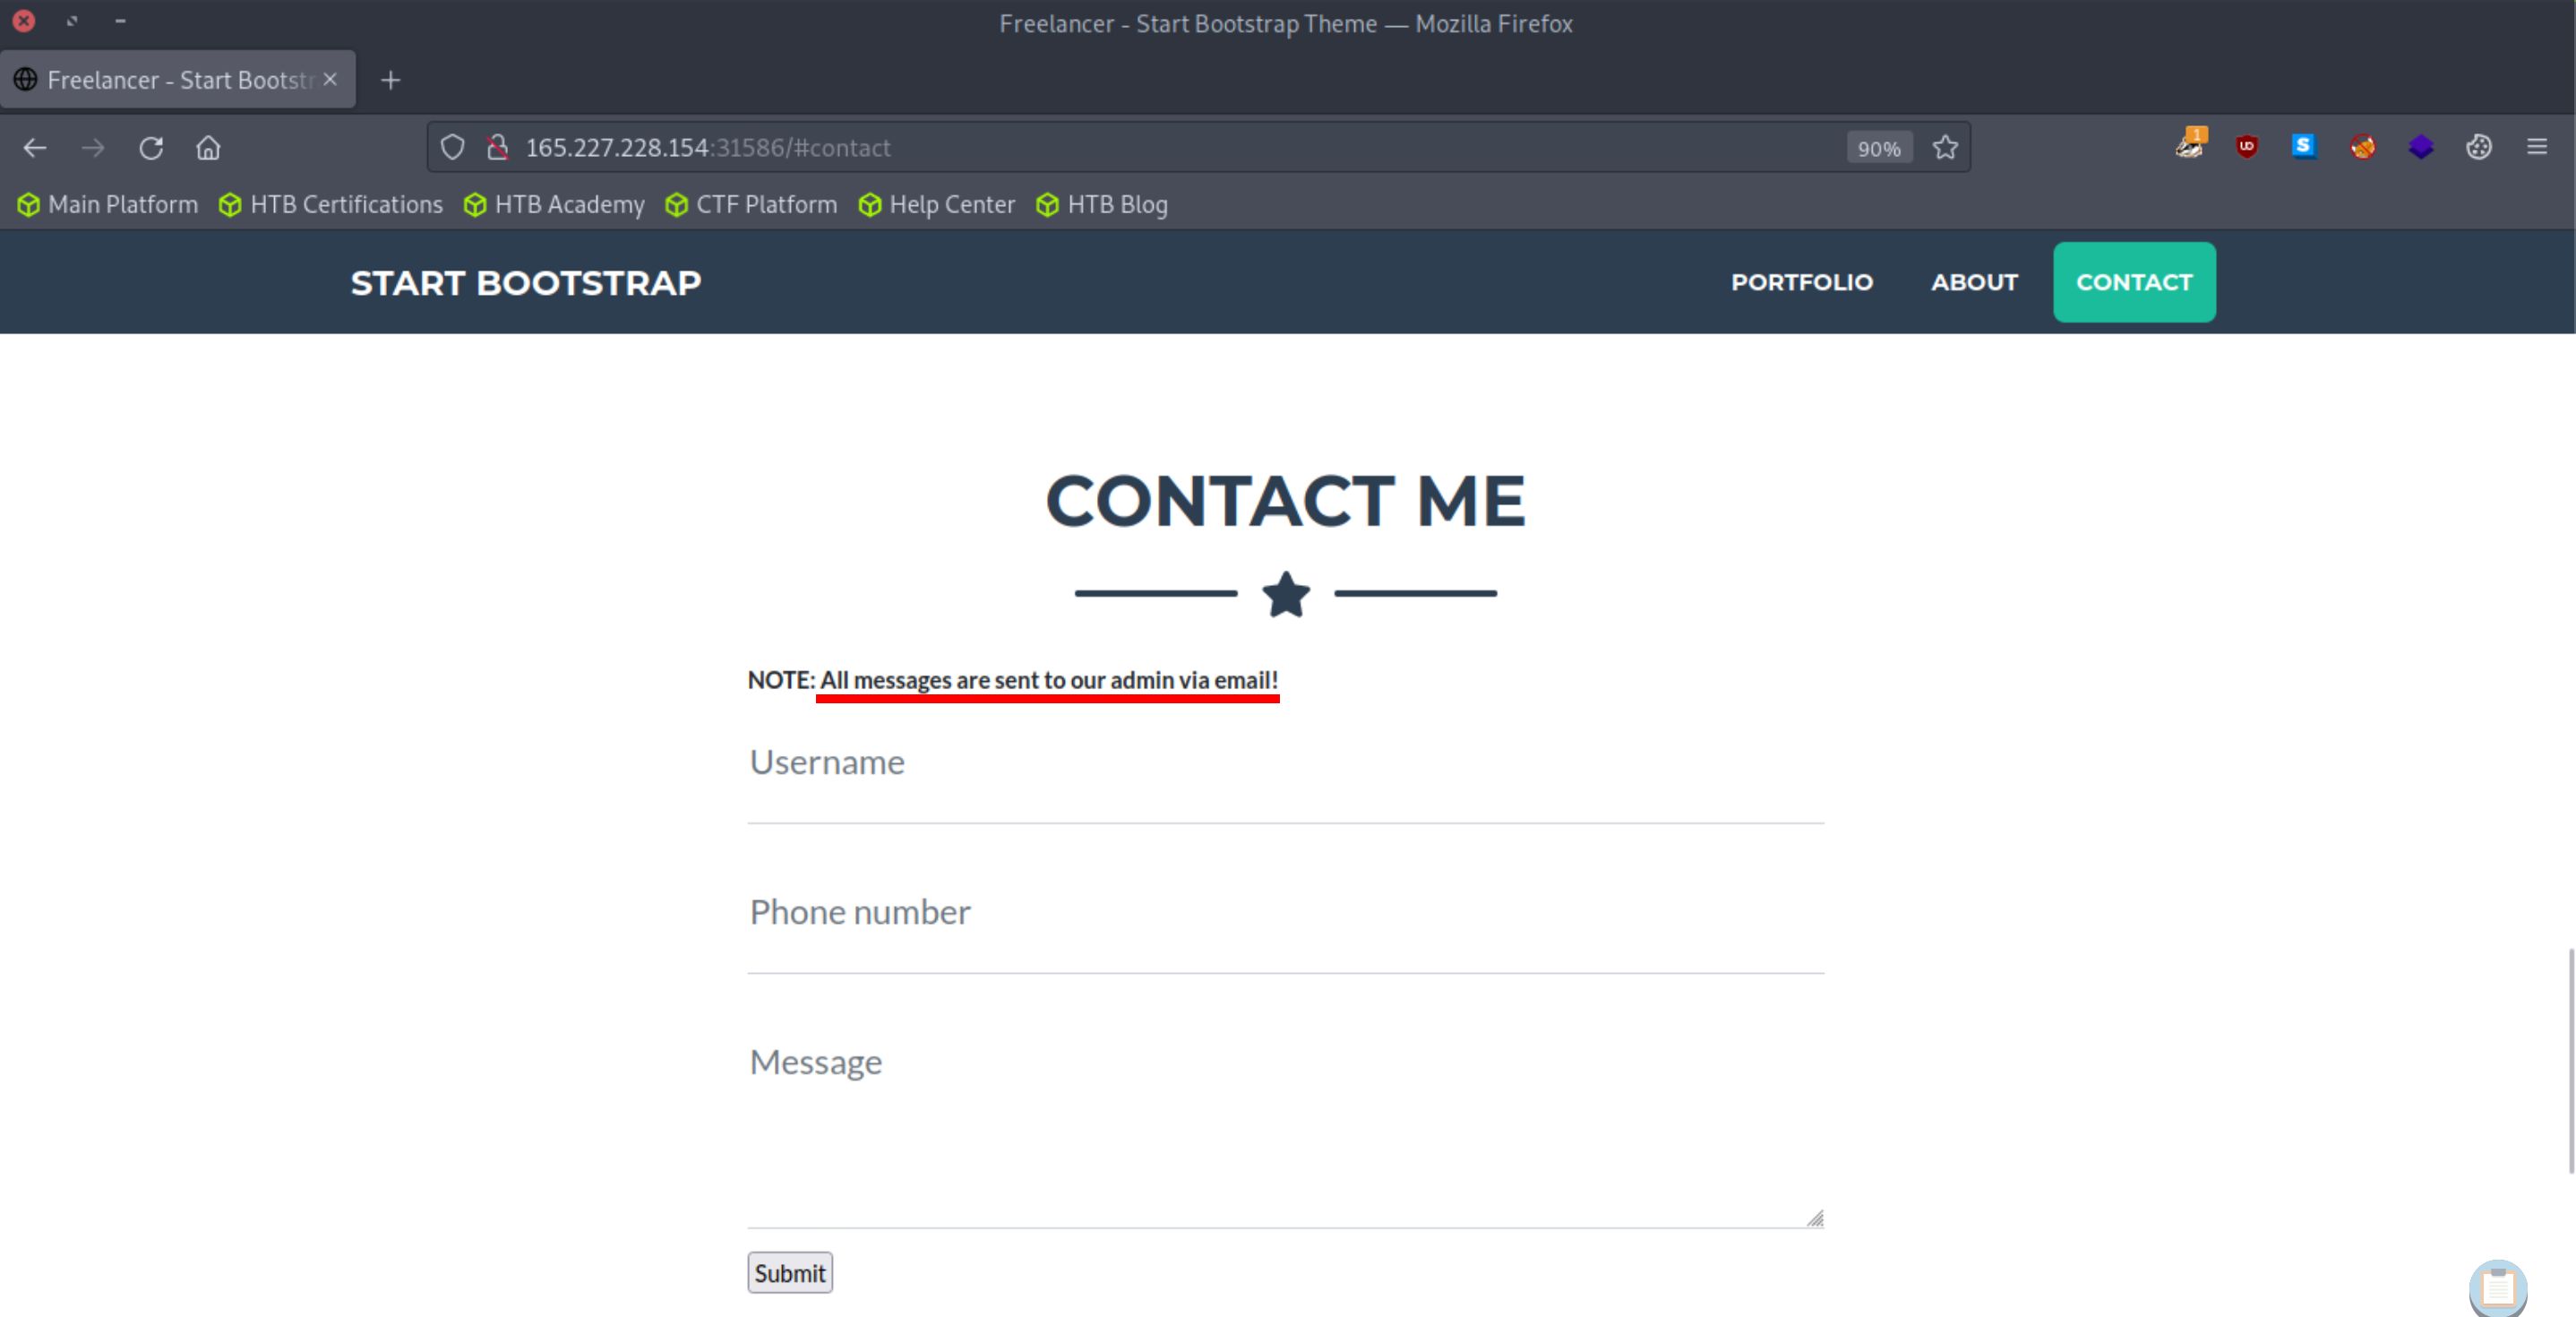 Freelancer - Start Bootstrap Theme — Mozilla Firefox
Freelancer - Start Bootstr
165.227.228.154:31586/#contact
90%
1
S
Main Platform HTB Certifications HTB Academy CTF Platform Help Center HTB Blog
START BOOTSTRAP PORTFOLIO ABOUT CONTACT
CONTACT ME
NOTE: All messages are sent to our admin via email!
Username
Phone number
Message
Submit